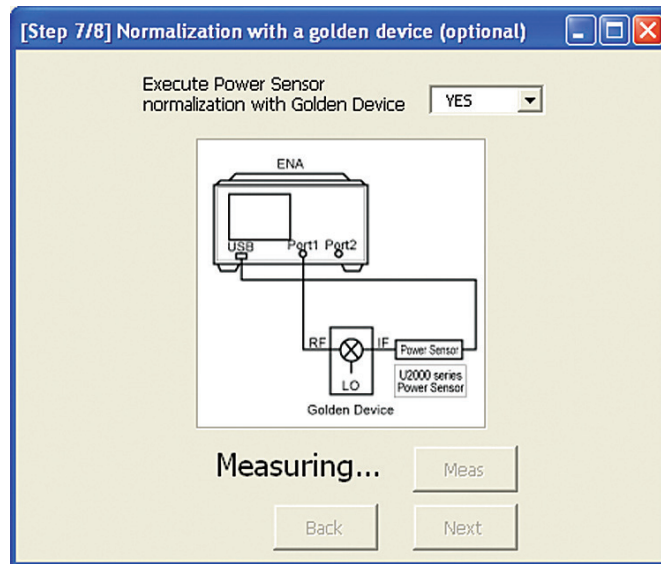 [Step 7/8] Normalization with a golden device (optional)
Execute Power Sensor
normalization with Golden Device
YES
ENA
USB
Port1 Port2
RF
IF
Power Sensor
LO
U2000 series
Power Sensor
Golden Device
Measuring...
Meas
Back
Next